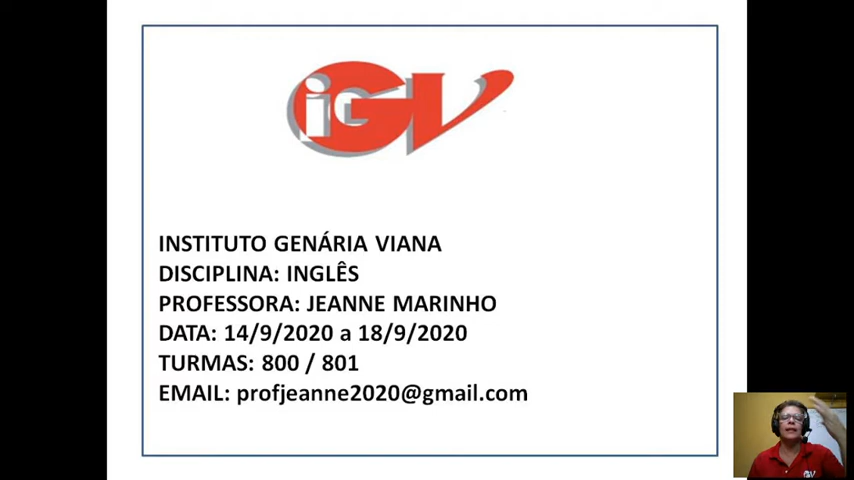 iGV
INSTITUTO GENÁRIA VIANA
DISCIPLINA: INGLÊS
PROFESSORA: JEANNE MARINHO
DATA: 14/9/2020 a 18/9/2020
TURMAS: 800 / 801
EMAIL: profjeanne2020@gmail.com